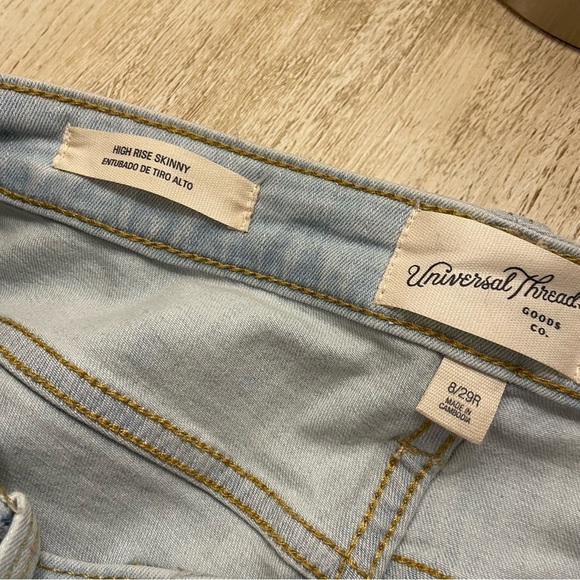 HIGH RISE SKINNY
ENTUBADO DE TIRO ALTO
Universal Thread
GOODS
CO.
8/29R
MADE IN
CAMBODIA